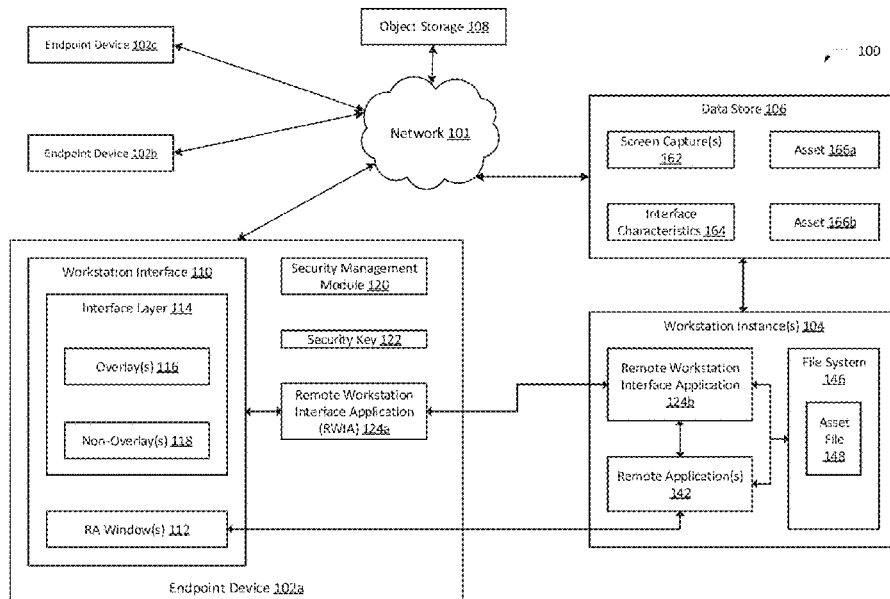 Object Storage 108
Endpoint Device 102c
100
Network 101
Endpoint Device 102b
Data Store 106
Screen Capture(s)
162
Asset 166a
Interface
Characteristics 164
Asset 166b
Workstation Interface 110
Interface Layer 114
Overlay(s) 116
Non-Overlay(s) 118
RA Window(s) 112
Security Management
Module 120
Security Key 122
Remote Workstation
Interface Application
(RWIA) 124a
Endpoint Device 102a
Workstation Instance(s) 104
Remote Workstation
Interface Application
124b
Remote Application(s)
142
File System
146
Asset
File
148